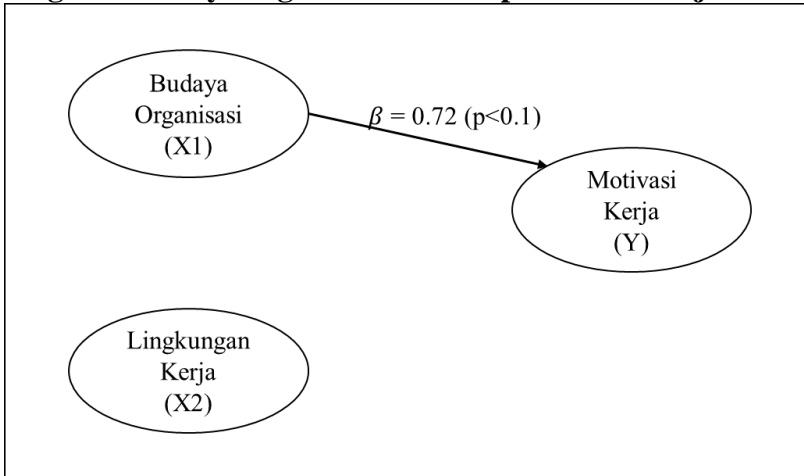 Budaya
Organisasi
(X1)
β = 0.72 (p<0.1)
Motivasi
Kerja
(Y)
Lingkungan
Kerja
(X2)